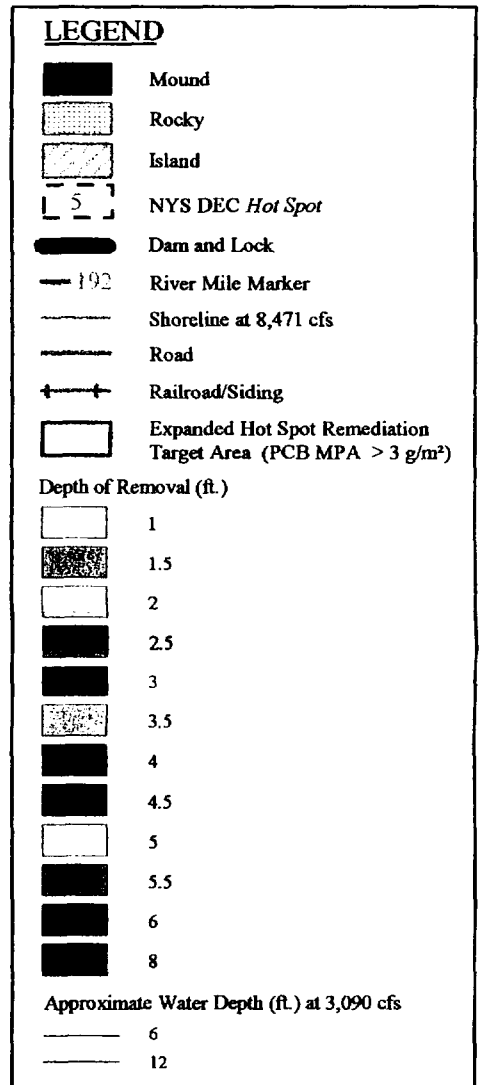 LEGEND
Mound
Rocky
Island
5 NYS DEC Hot Spot
Dam and Lock
192 River Mile Marker
Shoreline at 8,471 cfs
Road
Railroad/Siding
Expanded Hot Spot Remediation
Target Area (PCB MPA > 3 g/m²)
Depth of Removal (ft.)
1
1.5
2
2.5
3
3.5
4
4.5
5
5.5
6
8
Approximate Water Depth (ft.) at 3,090 cfs
6
12